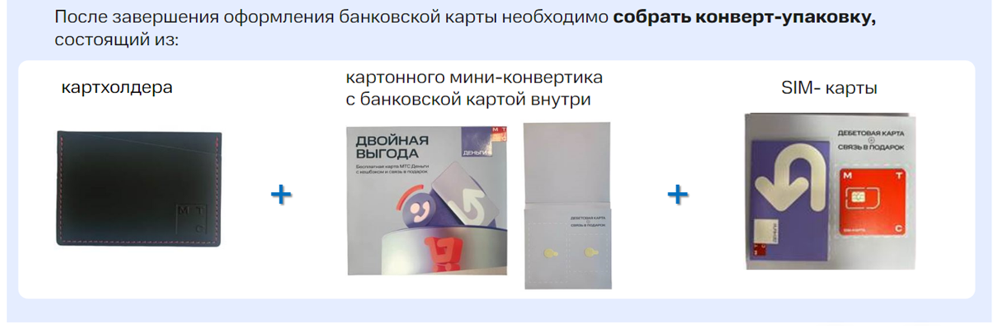 После завершения оформления банковской карты необходимо собрать конверт-упаковку,
состоящий из:
картхолдера
картонного мини-конвертика
с банковской картой внутри
SIM- карты
М Т
С
ДВОЙНАЯ
ВЫГОДА
Бесплатная карта МТС Деньги
с кешбэком и связь в подарок
М Т
ДЕНЬГИ
ДЕБЕТОВАЯ КАРТА
СВЯЗЬ В ПОДАРОК
ДЕБЕТОВАЯ КАРТА
+
СВЯЗЬ В ПОДАРОК
М Т
SIM-КАРТА С